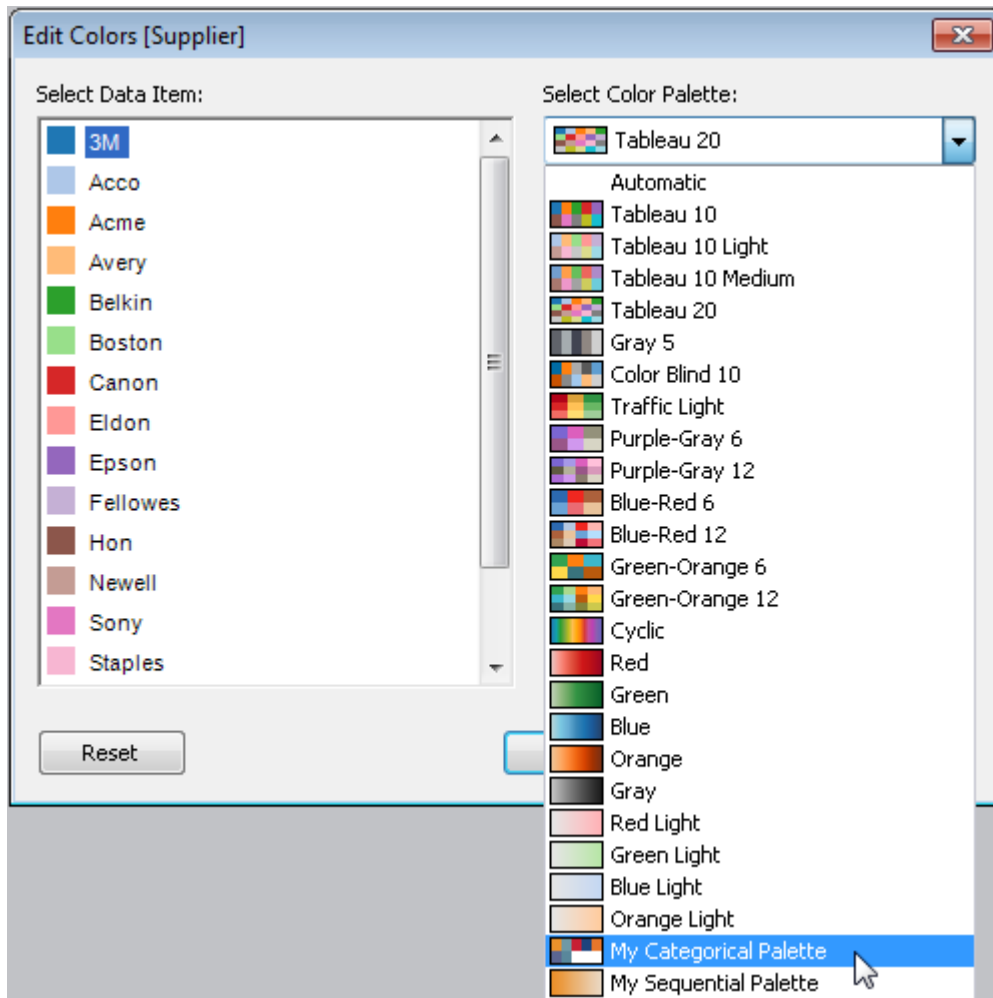 Edit Colors [Supplier]
Select Data Item:
3M
Acco
Acme
Avery
Belkin
Boston
Canon
Eldon
Epson
Fellowes
Hon
Newell
Sony
Staples
Reset
Select Color Palette:
Tableau 20
Automatic
Tableau 10
Tableau 10 Light
Tableau 10 Medium
Tableau 20
Gray 5
Color Blind 10
Traffic Light
Purple-Gray 6
Purple-Gray 12
Blue-Red 6
Blue-Red 12
Green-Orange 6
Green-Orange 12
Cyclic
Red
Green
Blue
Orange
Gray
Red Light
Green Light
Blue Light
Orange Light
My Categorical Palette
My Sequential Palette